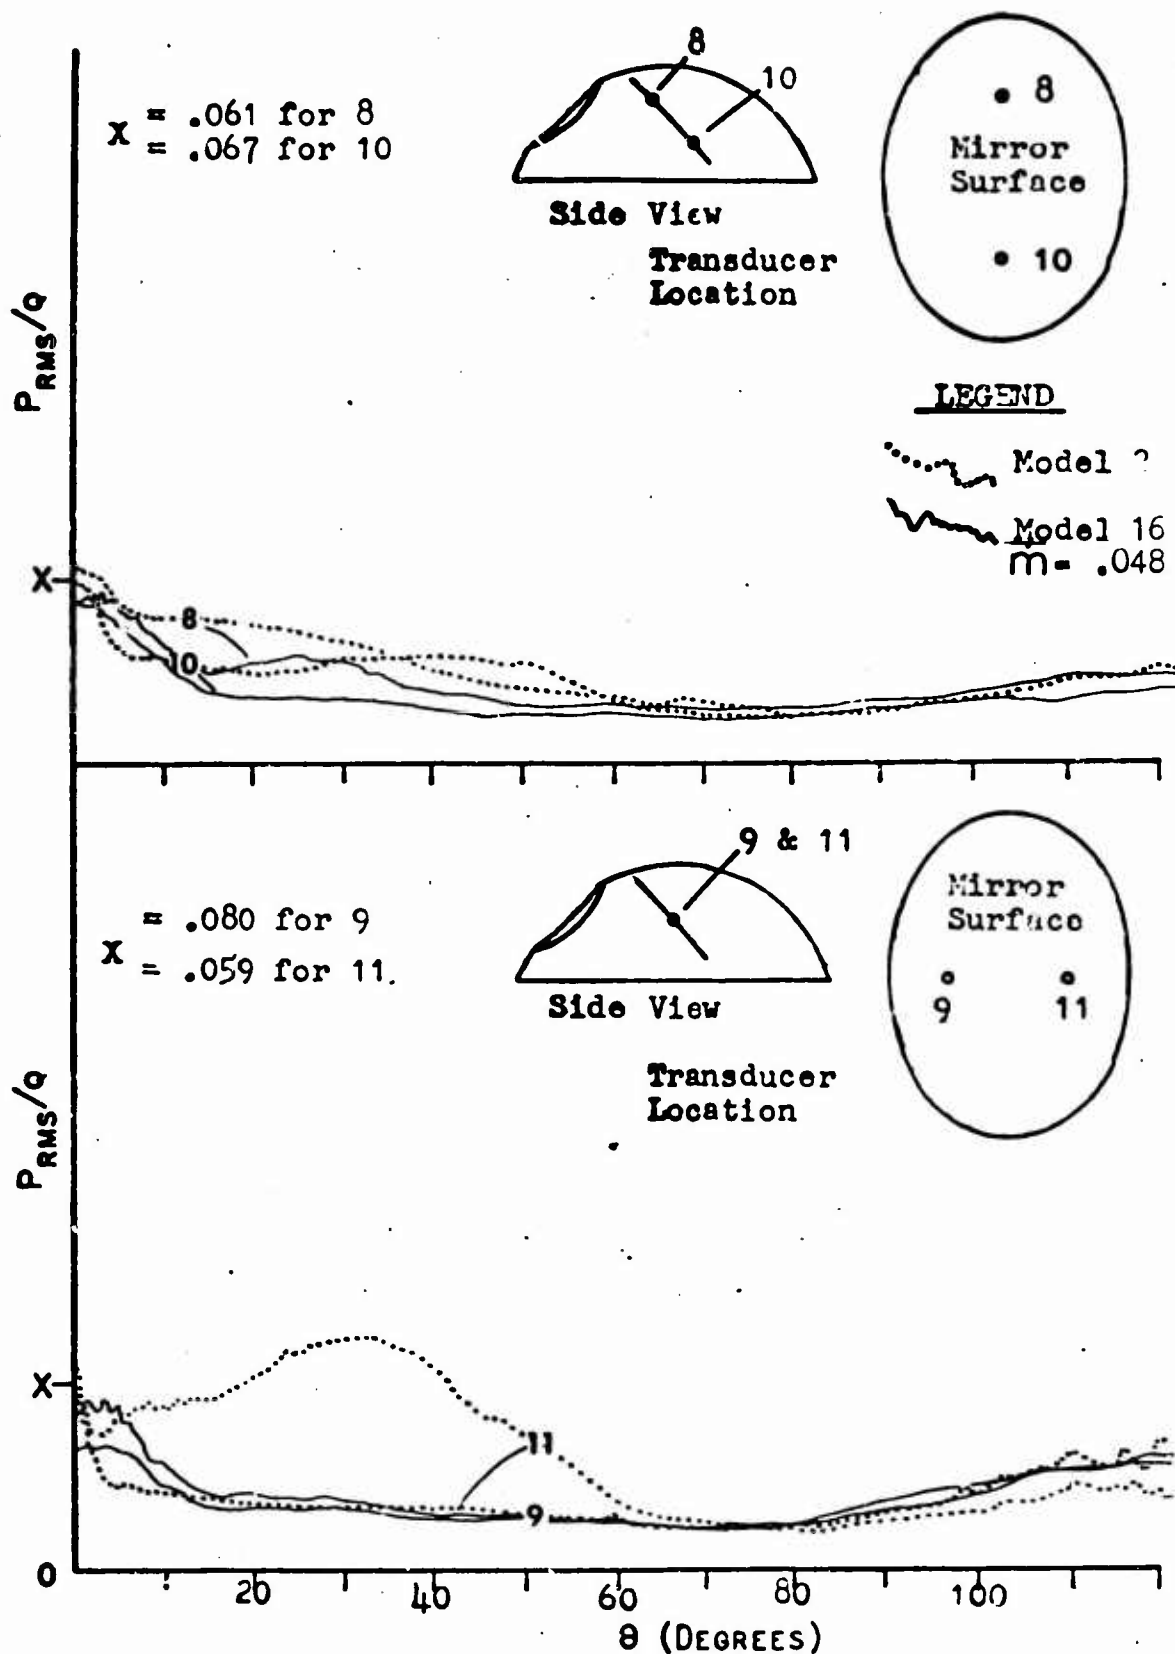 8
10
X = .061 for 8
= .067 for 10
Side View
Transducer
Location
8
Mirror
Surface
10
LEGEND
Model
Model 16
ṁ = .048
PRMS/Q
X
8
10
9 & 11
X = .080 for 9
= .059 for 11.
Side View
Transducer
Location
Mirror
Surface
9
11
PRMS/Q
X
11
9
0
20
40
60
80
100
θ (DEGREES)